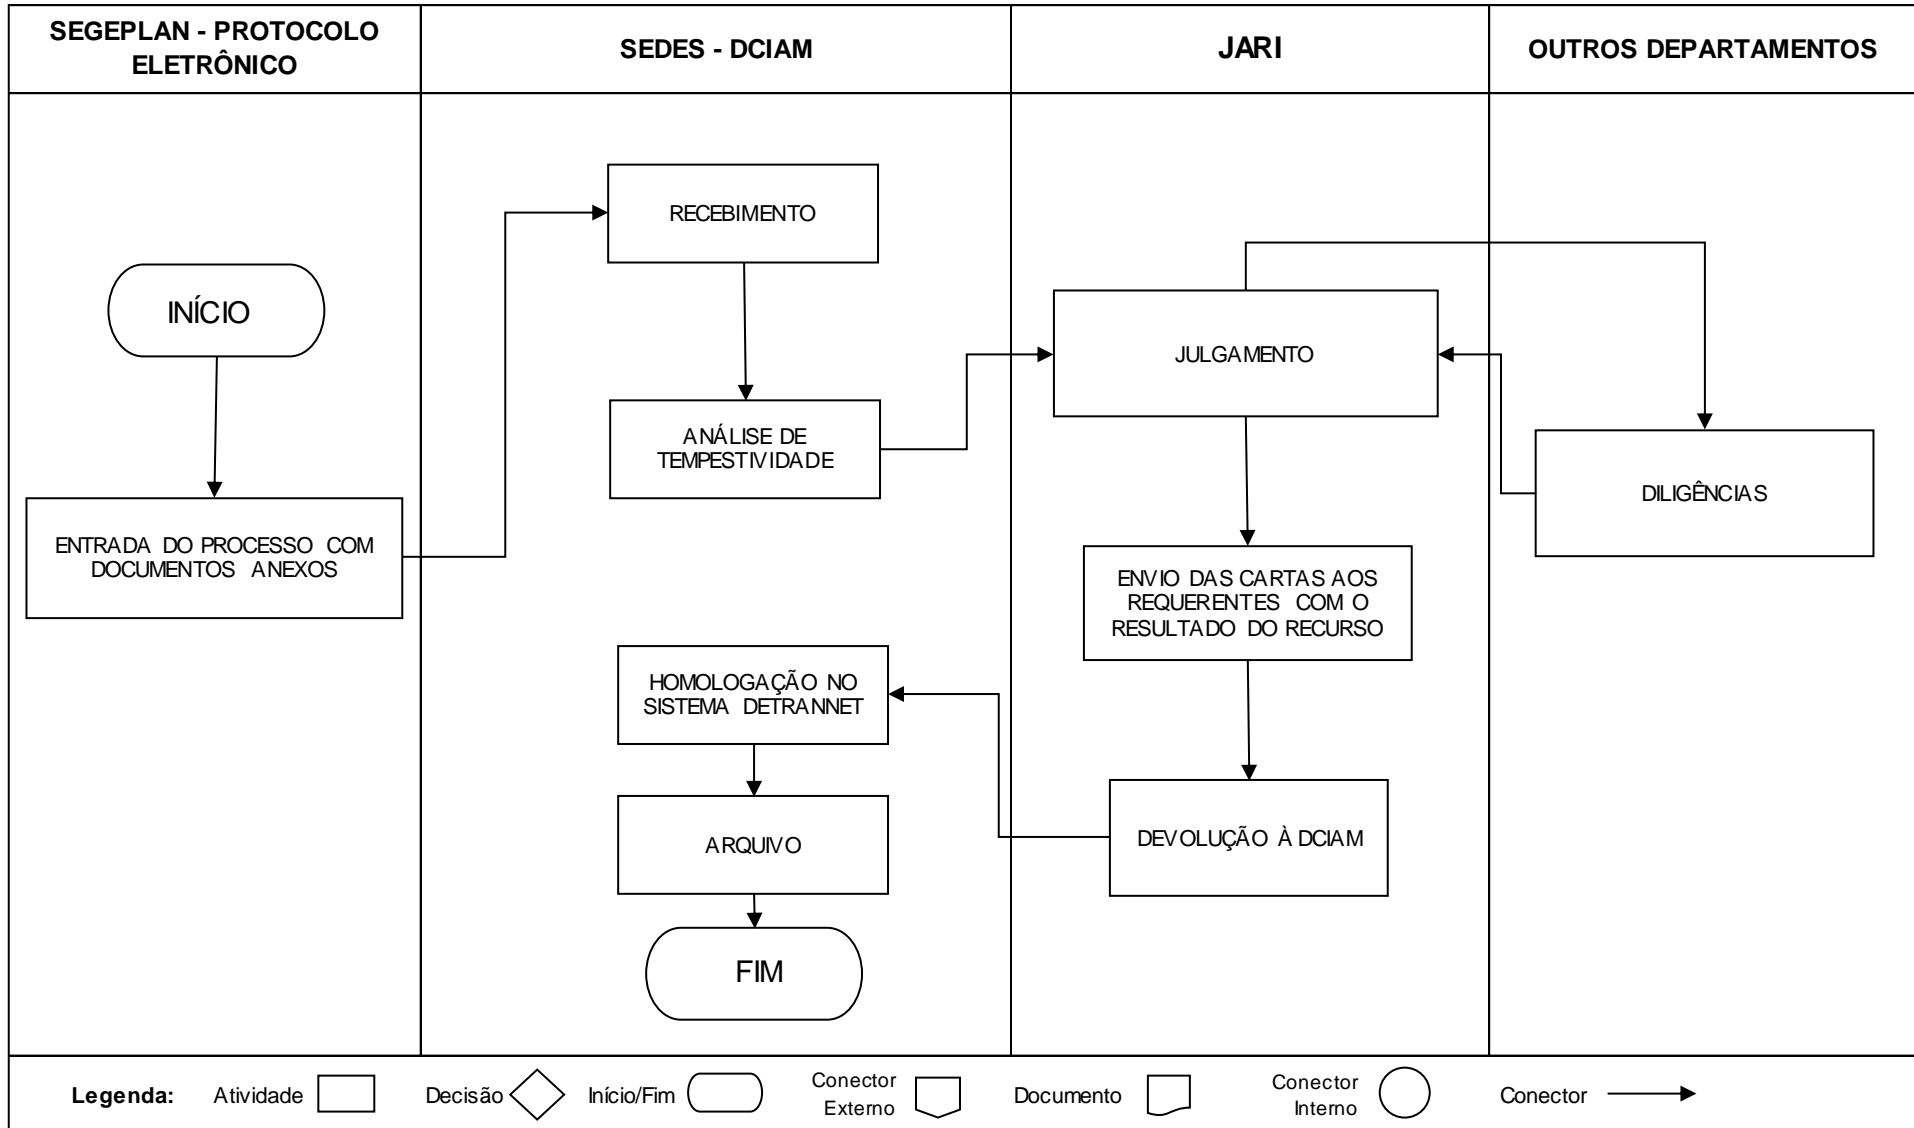 SEGEPLAN - PROTOCOLO
ELETRÔNICO
SEDES - DCIAM
JARI
OUTROS DEPARTAMENTOS
INÍCIO
ENTRADA DO PROCESSO COM
DOCUMENTOS ANEXOS
RECEBIMENTO
ANÁLISE DE
TEMPESTIVIDADE
JULGAMENTO
DILIGÊNCIAS
ENVIO DAS CARTAS AOS
REQUERENTES COM O
RESULTADO DO RECURSO
DEVOLUÇÃO À DCIAM
HOMOLOGAÇÃO NO
SISTEMA DETRANNET
ARQUIVO
FIM
Legenda:
Atividade
Decisão
Início/Fim
Conector
Externo
Documento
Conector
Interno
Conector